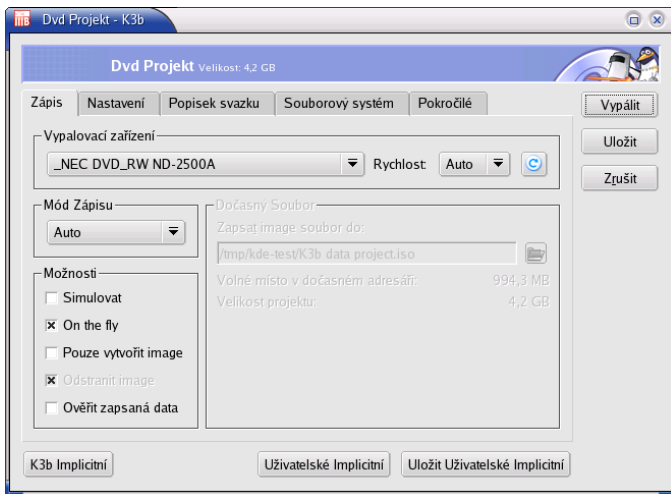 Dvd Projekt - K3b
Dvd Projekt Velikost: 4,2 GB
Zápis Nastavení Popisek svazku Souborový systém Pokročilé
Vypálit
Uložit
Zrušit
Vypalovací zařízení
_NEC DVD_RW ND-2500A Rychlost: Auto
Mód Zápisu
Auto
Možnosti
Simulovat
On the fly
Pouze vytvořit image
Odstranit image
Ověřit zapsaná data
Dočasny Soubor
Zapsat image soubor do:
/tmp/kde-test/K3b data project.iso
Volné místo v dočasném adresáři: 994,3 MB
Velikost projektu: 4,2 GB
K3b Implicitní Uživatelské Implicitní Uložit Uživatelské Implicitní